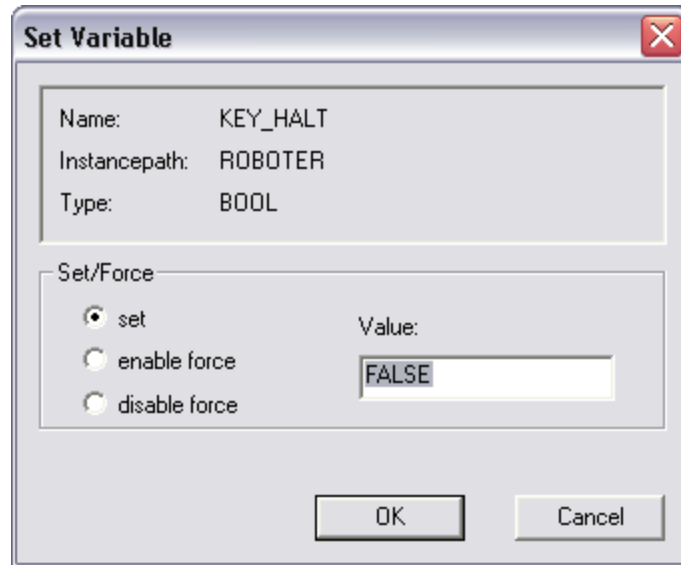 Set Variable
Name: KEY_HALT
Instancepath: ROBOTER
Type: BOOL
Set/Force
set
Value:
enable force
FALSE
disable force
OK Cancel